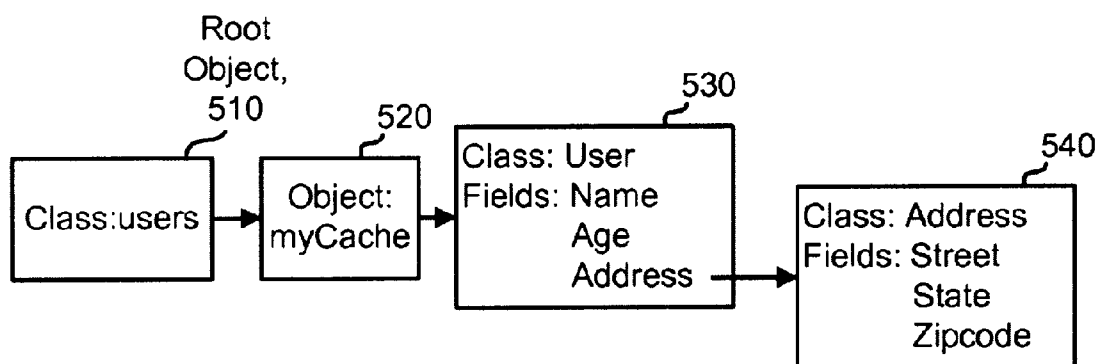 Root
Object,
510
520
530
540
Class:users
Object:
myCache
Class: User
Fields: Name
Age
Address
Class: Address
Fields: Street
State
Zipcode